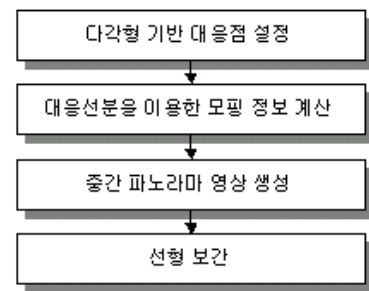 다각형 기반 대응점 설정
대응선분을 이용한 모핑 정보 계산
중간 파노라마 영상 생성
선형 보간